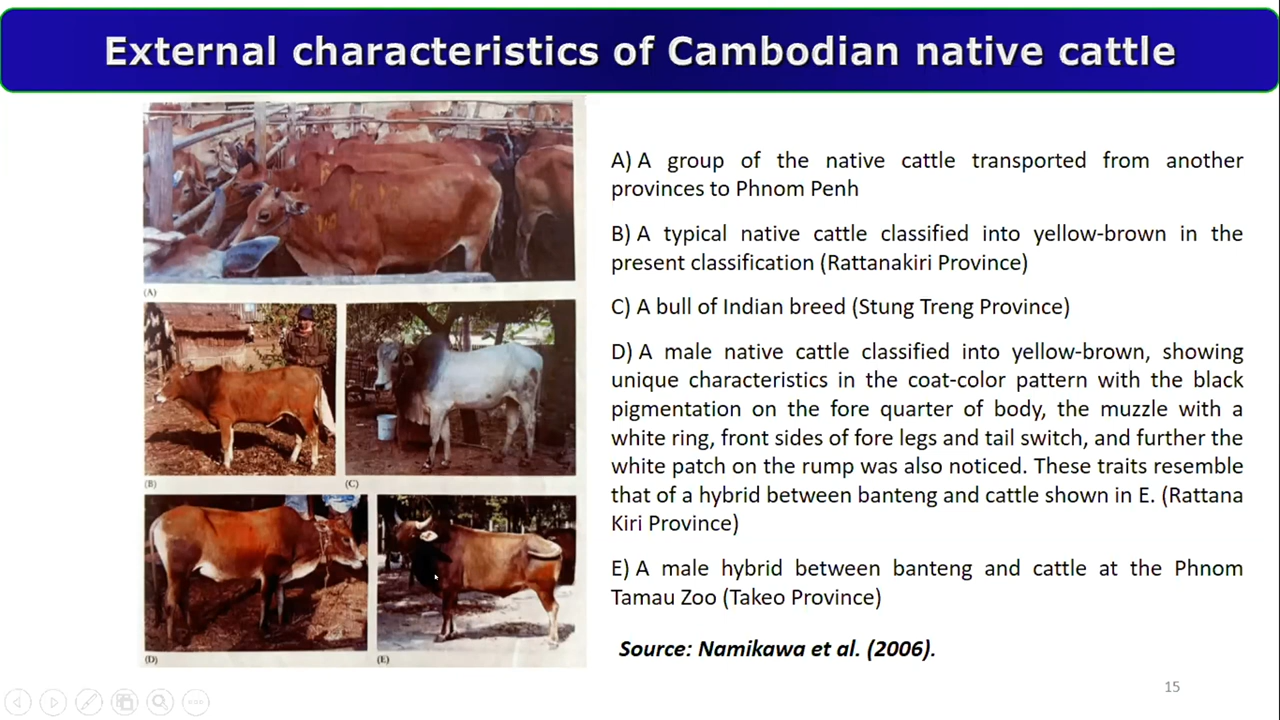 External characteristics of Cambodian native cattle
(A)
(B)
(C)
(D)
(E)
A) A group of the native cattle transported from another
provinces to Phnom Penh
B) A typical native cattle classified into yellow-brown in the
present classification (Rattanakiri Province)
C) A bull of Indian breed (Stung Treng Province)
D) A male native cattle classified into yellow-brown, showing
unique characteristics in the coat-color pattern with the black
pigmentation on the fore quarter of body, the muzzle with a
white ring, front sides of fore legs and tail switch, and further the
white patch on the rump was also noticed. These traits resemble
that of a hybrid between banteng and cattle shown in E. (Rattana
Kiri Province)
E) A male hybrid between banteng and cattle at the Phnom
Tamau Zoo (Takeo Province)
Source: Namikawa et al. (2006).
15